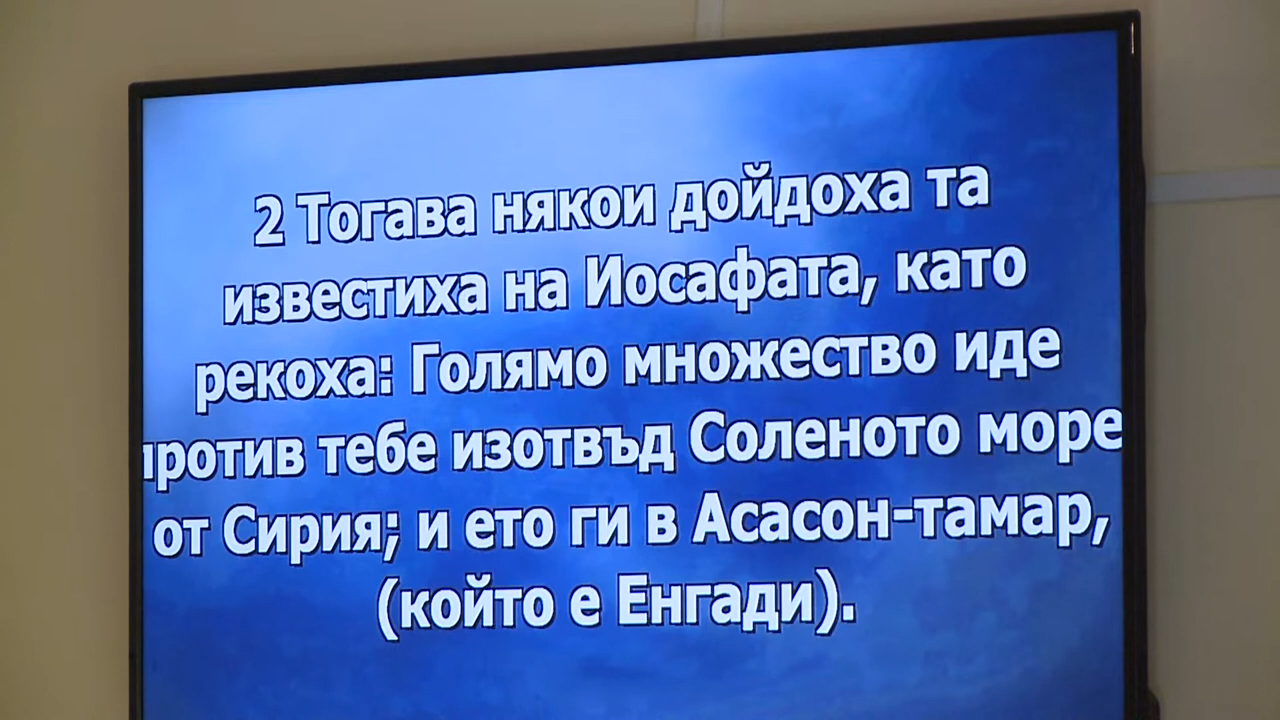 2 Тогава някои дойдоха та
известиха на Иосафата, като
рекоха: Голямо множество иде
против тебе изотвъд Соленото море
от Сирия; и ето ги в Асасон-тамар,
(който е Енгади).